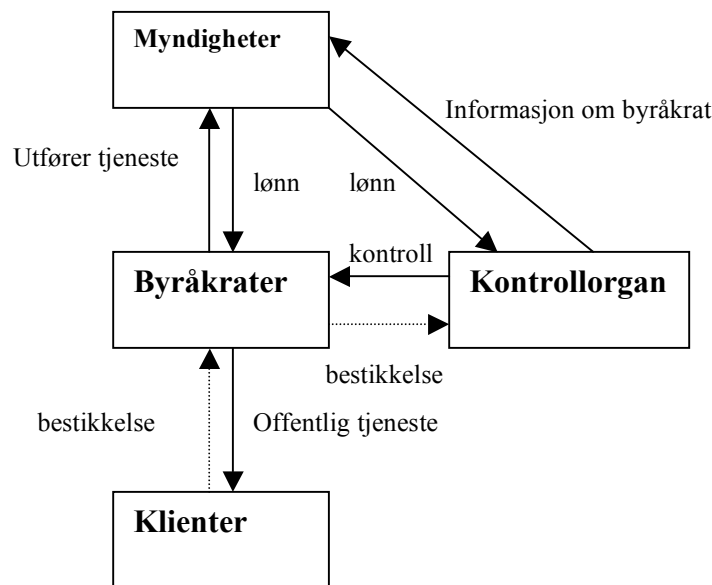 Myndigheter
Informasjon om byråkrat
Utfører tjeneste
lønn
lønn
kontroll
Byråkrater
Kontrollorgan
bestikkelse
bestikkelse
Offentlig tjeneste
Klienter